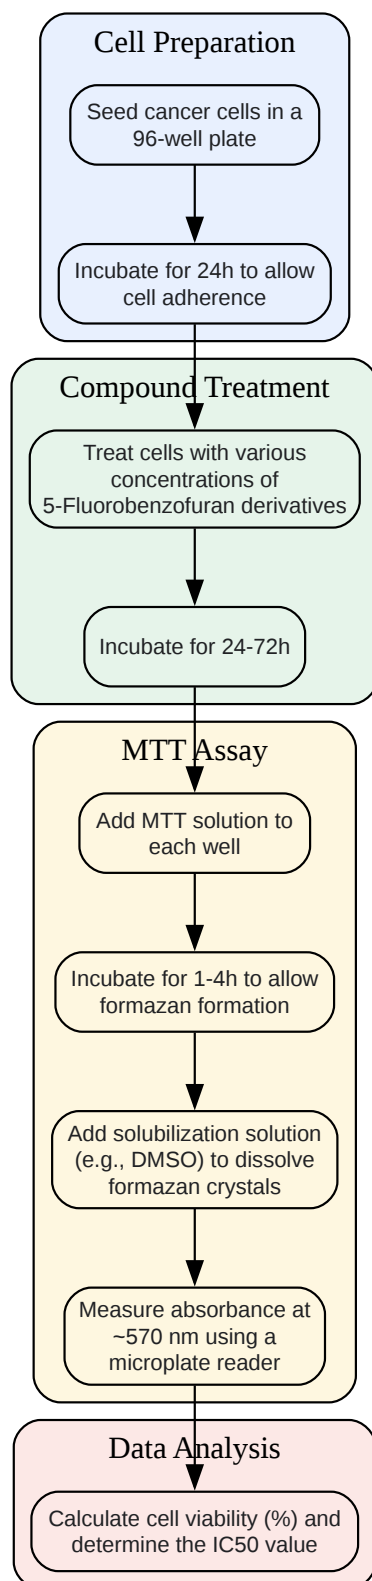 Cell Preparation
Seed cancer cells in a
96-well plate
Incubate for 24h to allow
cell adherence
Compound Treatment
Treat cells with various
concentrations of
5-Fluorobenzofuran derivatives
Incubate for 24-72h
MTT Assay
Add MTT solution to
each well
Incubate for 1-4h to allow
formazan formation
Add solubilization solution
(e.g., DMSO) to dissolve
formazan crystals
Measure absorbance at
~570 nm using a
microplate reader
Data Analysis
Calculate cell viability (%) and
determine the IC50 value